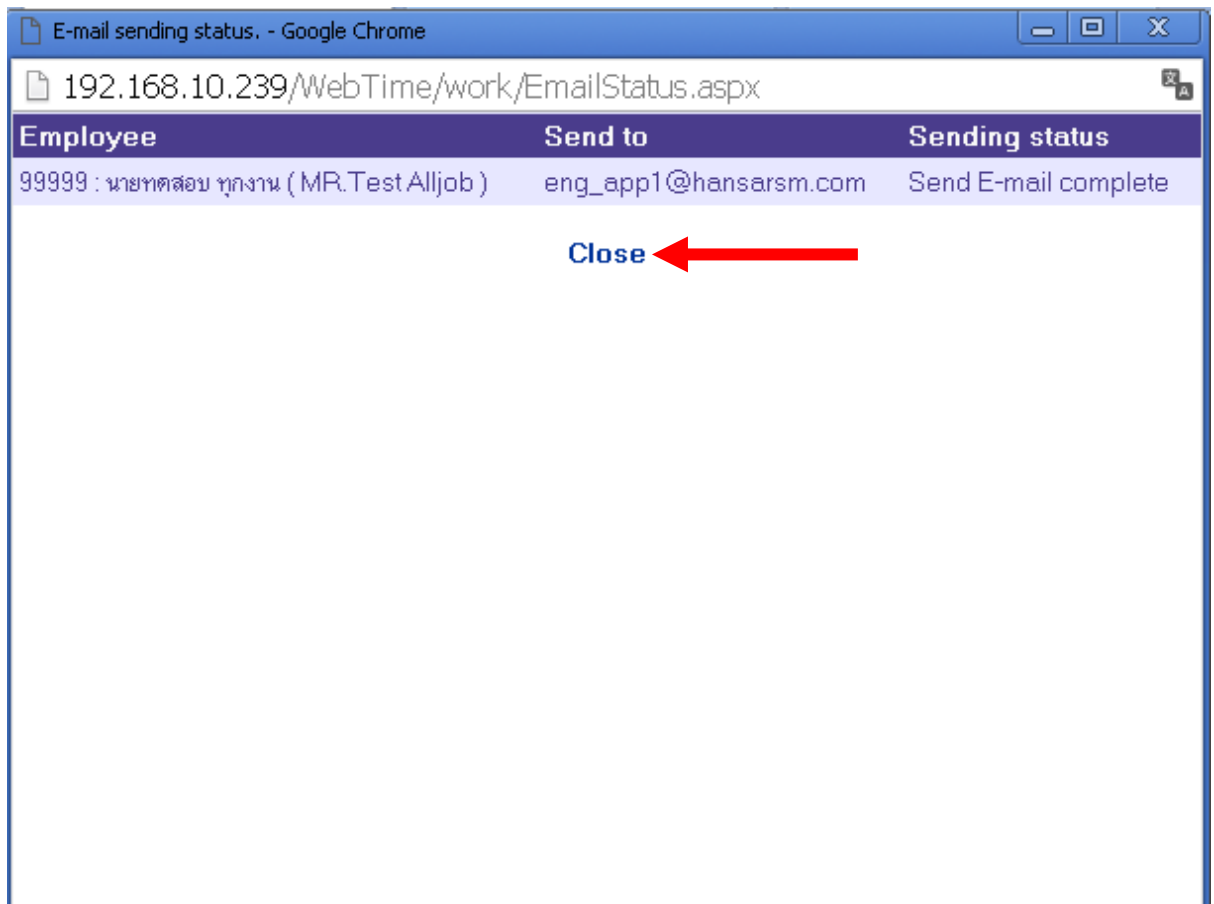 E-mail sending status. - Google Chrome
192.168.10.239/WebTime/work/EmailStatus.aspx
Employee Send to Sending status
99999 : นายทดสอบ ทุกงาน ( MR.Test Alljob ) eng_app1@hansarsm.com Send E-mail complete
Close